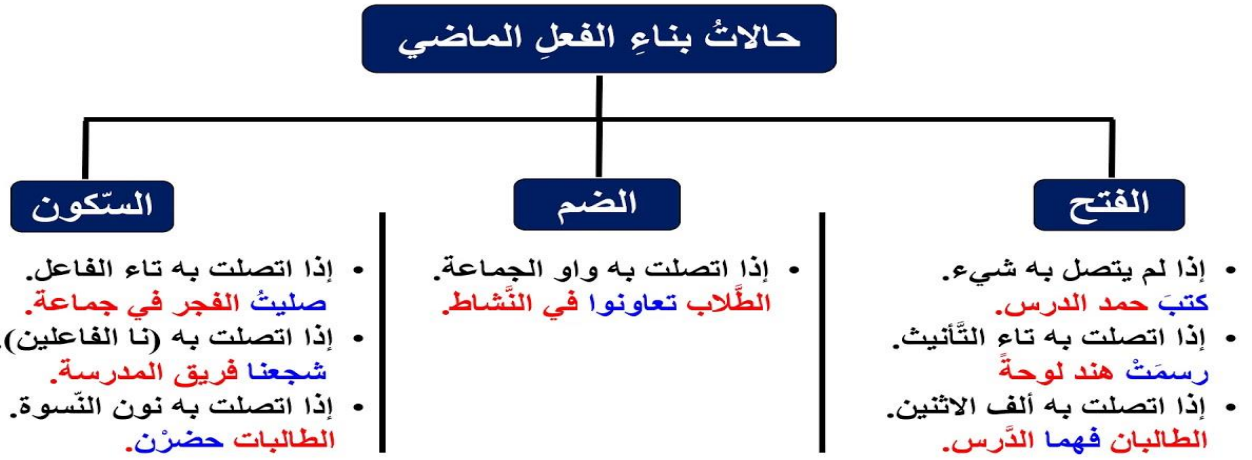 حالاتُ بناءِ الفعلِ الماضي
الفتح
• إذا لم يتصل به شيء.
كتبَ حمد الدرس.
• إذا اتصلت به تاء التَّأنيث.
رسمَتْ هند لوحةً
• إذا اتصلت به ألف الاثنين.
الطالبان فهما الدَّرس.
الضم
• إذا اتصلت به واو الجماعة.
الطَّلاب تعاونوا في النَّشاط.
السّكون
• إذا اتصلت به تاء الفاعل.
صليتُ الفجر في جماعة.
• إذا اتصلت به (نا الفاعلين).
شجعنا فريق المدرسة.
• إذا اتصلت به نون النّسوة.
الطالبات حضرْن.